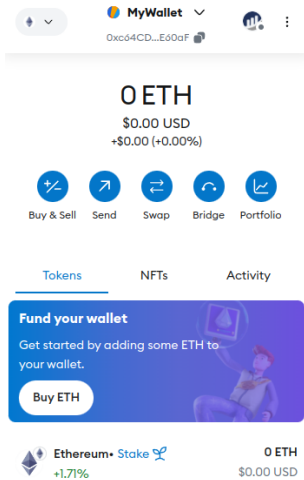 MyWallet
0xc64CD...E60aF
0 ETH
$0.00 USD
+$0.00 (+0.00%)
Buy & Sell
Send
Swap
Bridge
Portfolio
Tokens
NFTs
Activity
Fund your wallet
Get started by adding some ETH to
your wallet.
Buy ETH
Ethereum• Stake
0 ETH
+1.71%
$0.00 USD